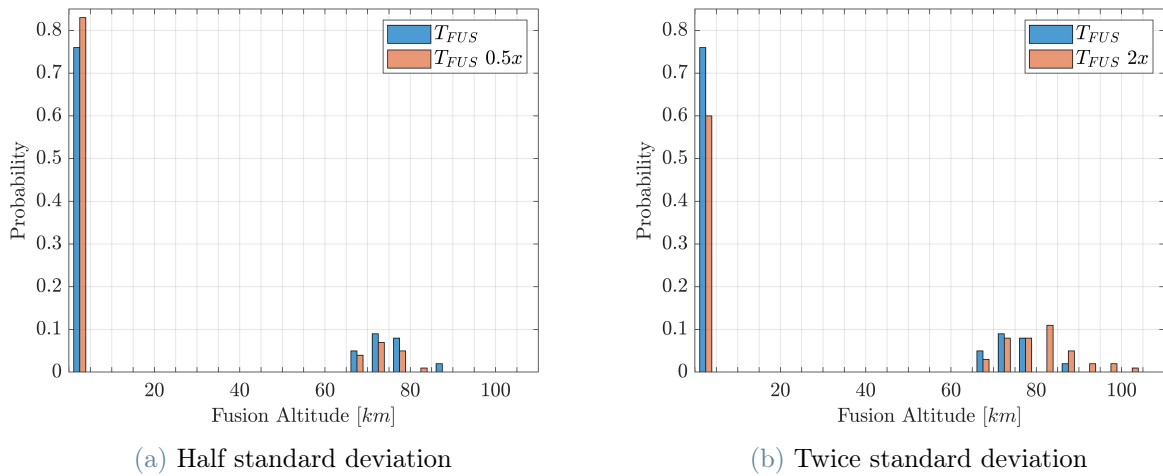 0.8
0.7
0.6
0.5
0.4
0.3
0.2
0.1
0
Probability
20 40 60 80 100
Fusion Altitude [km]
T_FUS
T_FUS 0.5x
(a) Half standard deviation
0.8
0.7
0.6
0.5
0.4
0.3
0.2
0.1
0
Probability
20 40 60 80 100
Fusion Altitude [km]
T_FUS
T_FUS 2x
(b) Twice standard deviation